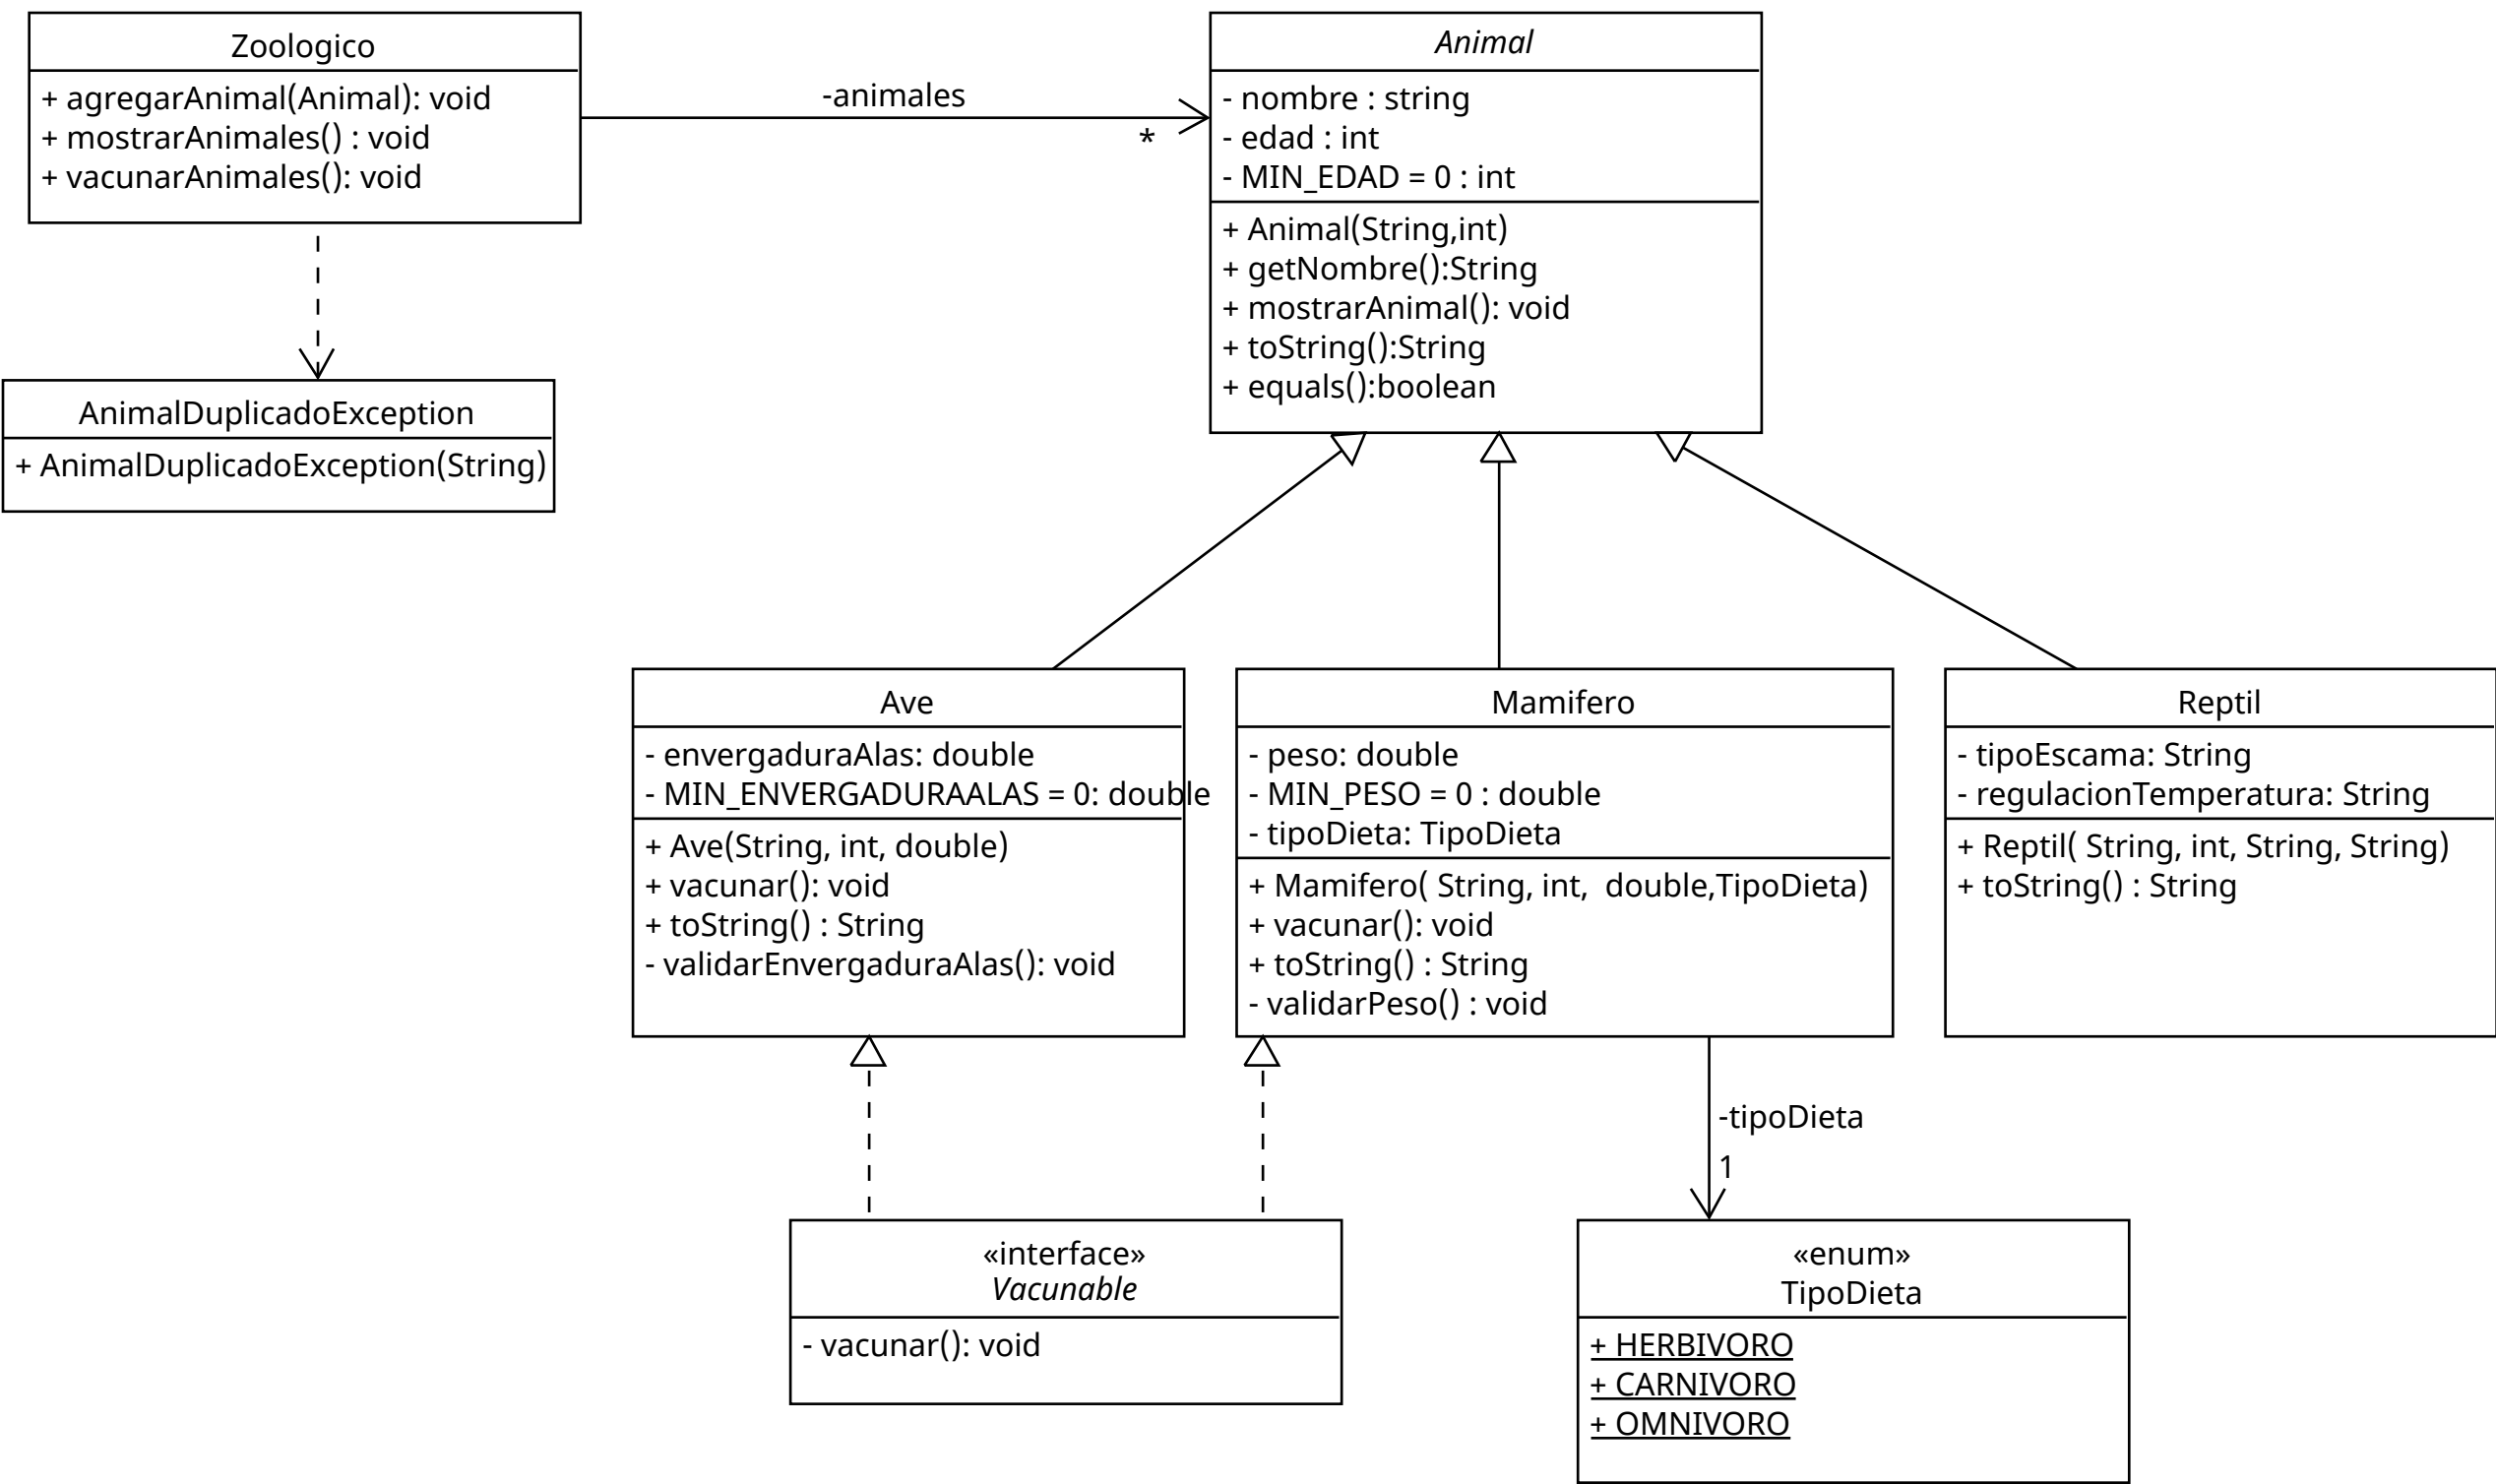 Zoologico
+ agregarAnimal(Animal): void
+ mostrarAnimales() : void
+ vacunarAnimales(): void
-animales
*
Animal
- nombre : string
- edad : int
- MIN_EDAD = 0 : int
+ Animal(String,int)
+ getNombre():String
+ mostrarAnimal(): void
+ toString():String
+ equals():boolean
AnimalDuplicadoException
+ AnimalDuplicadoException(String)
Ave
- envergaduraAlas: double
- MIN_ENVERGADURAALAS = 0: double
+ Ave(String, int, double)
+ vacunar(): void
+ toString() : String
- validarEnvergaduraAlas(): void
Mamifero
- peso: double
- MIN_PESO = 0 : double
- tipoDieta: TipoDieta
+ Mamifero( String, int,  double,TipoDieta)
+ vacunar(): void
+ toString() : String
- validarPeso() : void
Reptil
- tipoEscama: String
- regulacionTemperatura: String
+ Reptil( String, int, String, String)
+ toString() : String
-tipoDieta
1
«interface»
Vacunable
- vacunar(): void
«enum»
TipoDieta
+ HERBIVORO
+ CARNIVORO
+ OMNIVORO